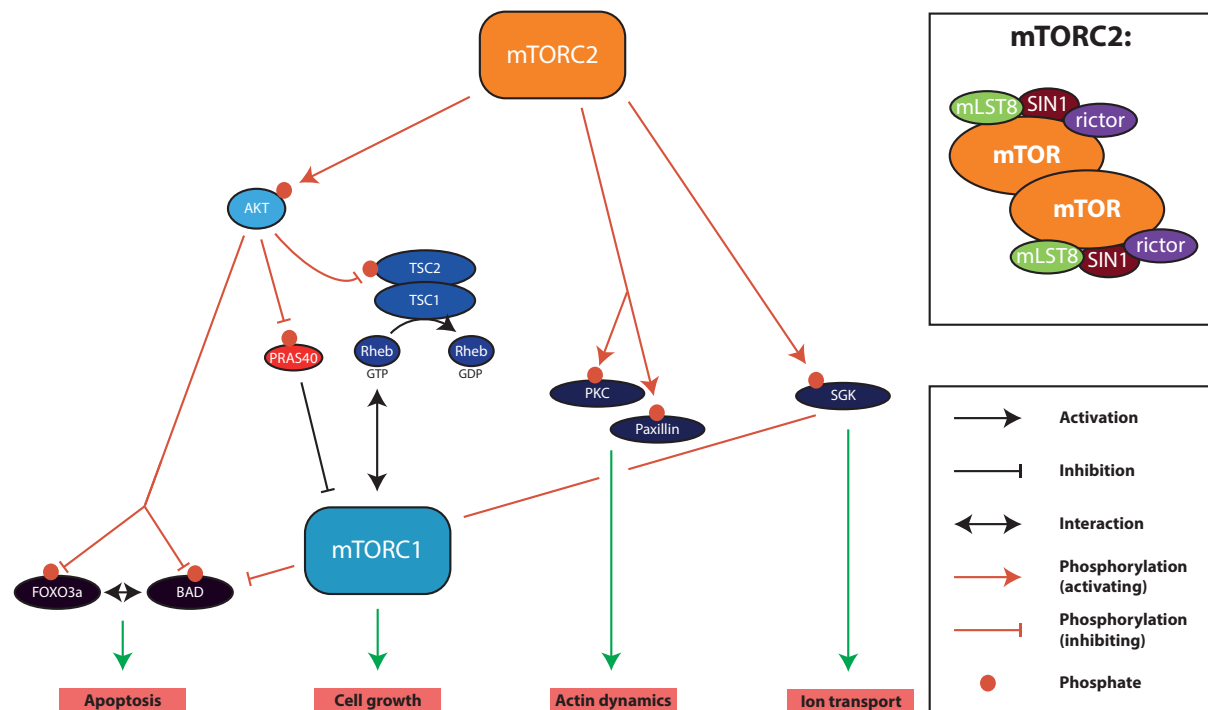 mTORC2
AKT
TSC2
TSC1
PRAS40
Rheb
GTP
Rheb
GDP
PKC
Paxillin
SGK
mTORC1
FOXO3a
BAD
Apoptosis
Cell growth
Actin dynamics
Ion transport
mTORC2:
mLST8
SIN1
rictor
mTOR
mTOR
mLST8
SIN1
rictor
Activation
Inhibition
Interaction
Phosphorylation
(activating)
Phosphorylation
(inhibiting)
Phosphate